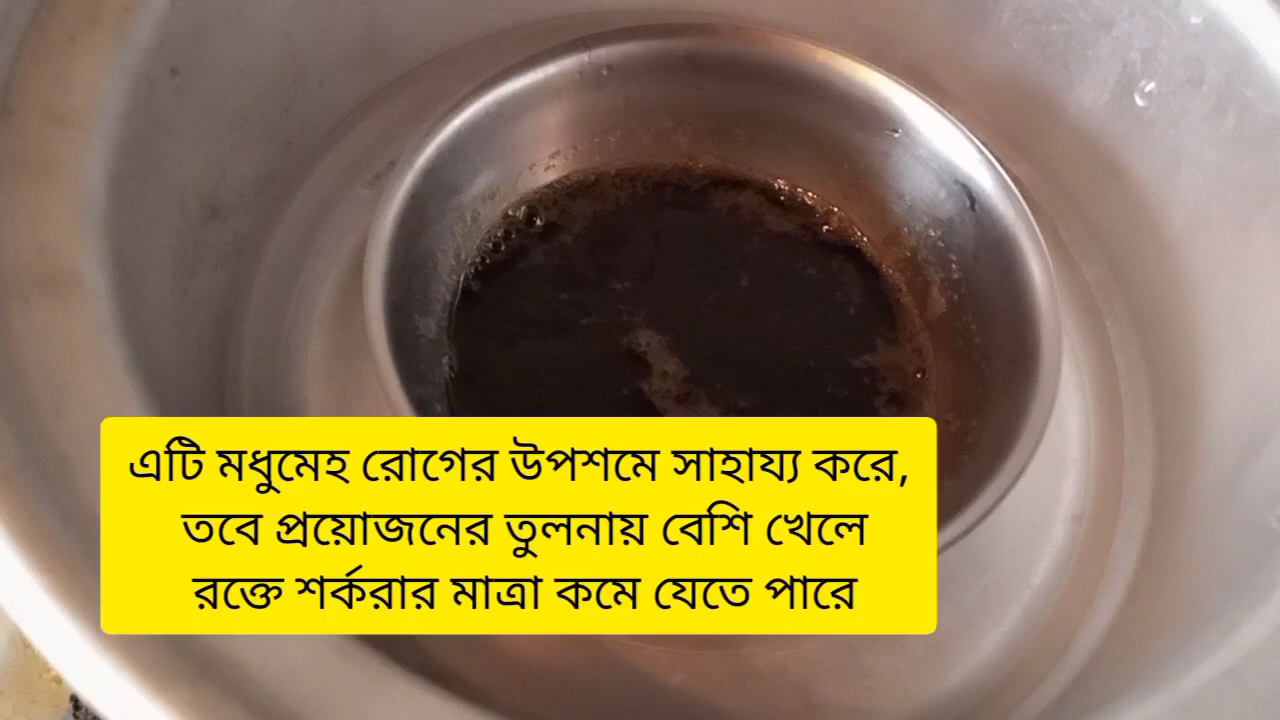 এটি মধুমেহ রোগের উপশমে সাহায্য করে,
তবে প্রয়োজনের তুলনায় বেশি খেলে
রক্তে শর্করার মাত্রা কমে যেতে পারে